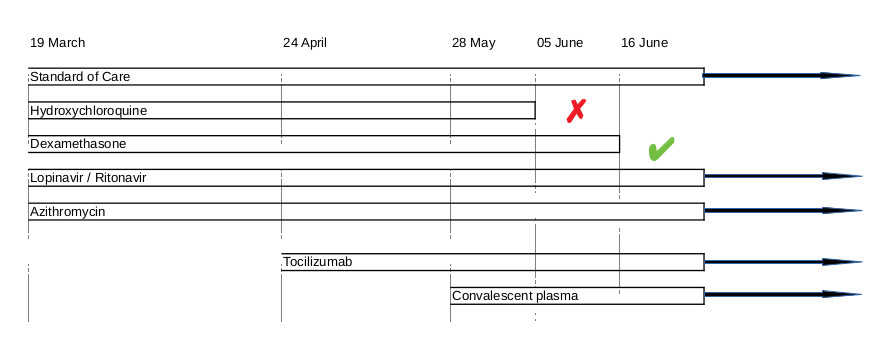 19 March 24 April 28 May 05 June 16 June
Standard of Care
Hydroxychloroquine
Dexamethasone
Lopinavir / Ritonavir
Azithromycin
Tocilizumab
Convalescent plasma